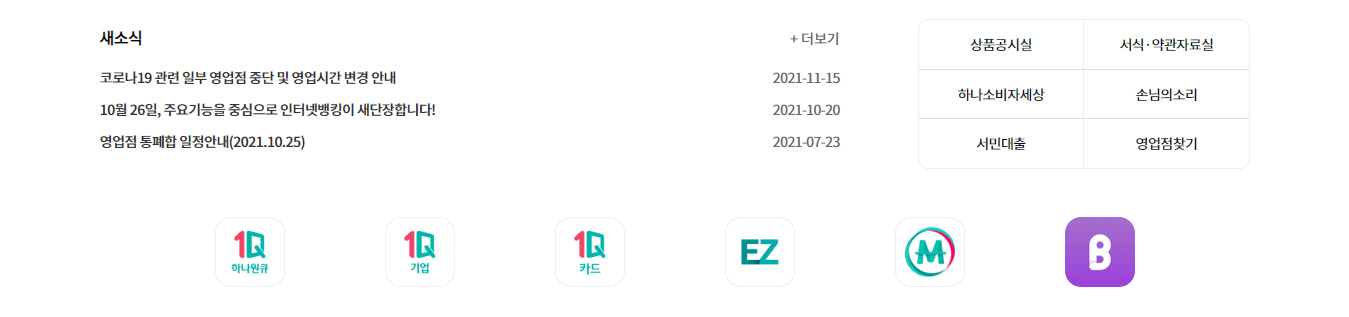 새소식
+ 더보기
코로나19 관련 일부 영업점 중단 및 영업시간 변경 안내
2021-11-15
10월 26일, 주요기능을 중심으로 인터넷뱅킹이 새단장합니다!
2021-10-20
영업점 통폐합 일정안내(2021.10.25)
2021-07-23
상품공시실
서식·약관자료실
하나소비자세상
손님의소리
서민대출
영업점찾기
1Q
하나원큐
1Q
기업
1Q
카드
EZ
M
B